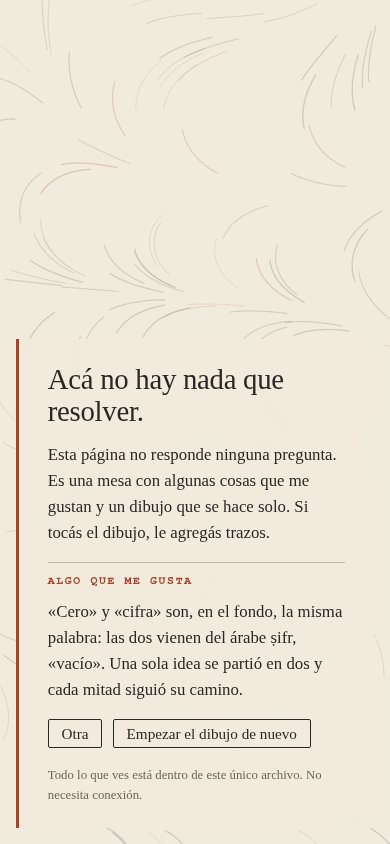 Acá no hay nada que
resolver.
Esta página no responde ninguna pregunta.
Es una mesa con algunas cosas que me
gustan y un dibujo que se hace solo. Si
tocás el dibujo, le agregás trazos.
ALGO QUE ME GUSTA
«Cero» y «cifra» son, en el fondo, la misma
palabra: las dos vienen del árabe ṣifr,
«vacío». Una sola idea se partió en dos y
cada mitad siguió su camino.
Otra
Empezar el dibujo de nuevo
Todo lo que ves está dentro de este único archivo. No
necesita conexión.